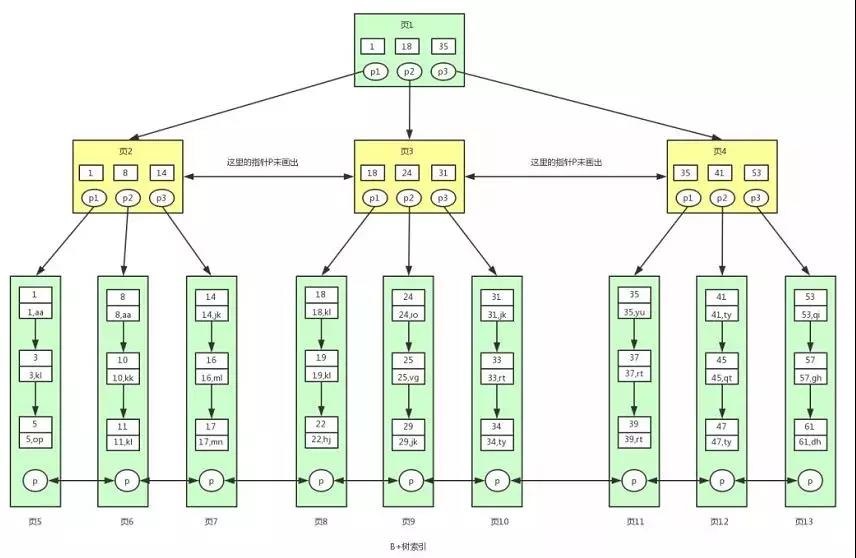 页1
1 18 35
p1 p2 p3
页2 页3 页4
这里的指针P未画出 这里的指针P未画出
1 8 14 18 24 31 35 41 53
p1 p2 p3 p1 p2 p3 p1 p2 p3
1 8 14 18 24 31 35 41 53
1,aa 8,aa 14,jk 18,kl 24,io 31,jk 35,yu 41,ty 53,qi
3 10 16 19 25 33 37 45 57
3,kl 10,kk 16,ml 19,kl 25,vg 33,rt 37,rt 45,qt 57,gh
5 11 17 22 29 34 39 47 61
5,op 11,kl 17,mn 22,hj 29,jk 34,ty 39,rt 47,ty 61,dh
p p p p p p p p p
页5 页6 页7 页8 页9 页10 页11 页12 页13
B+树索引